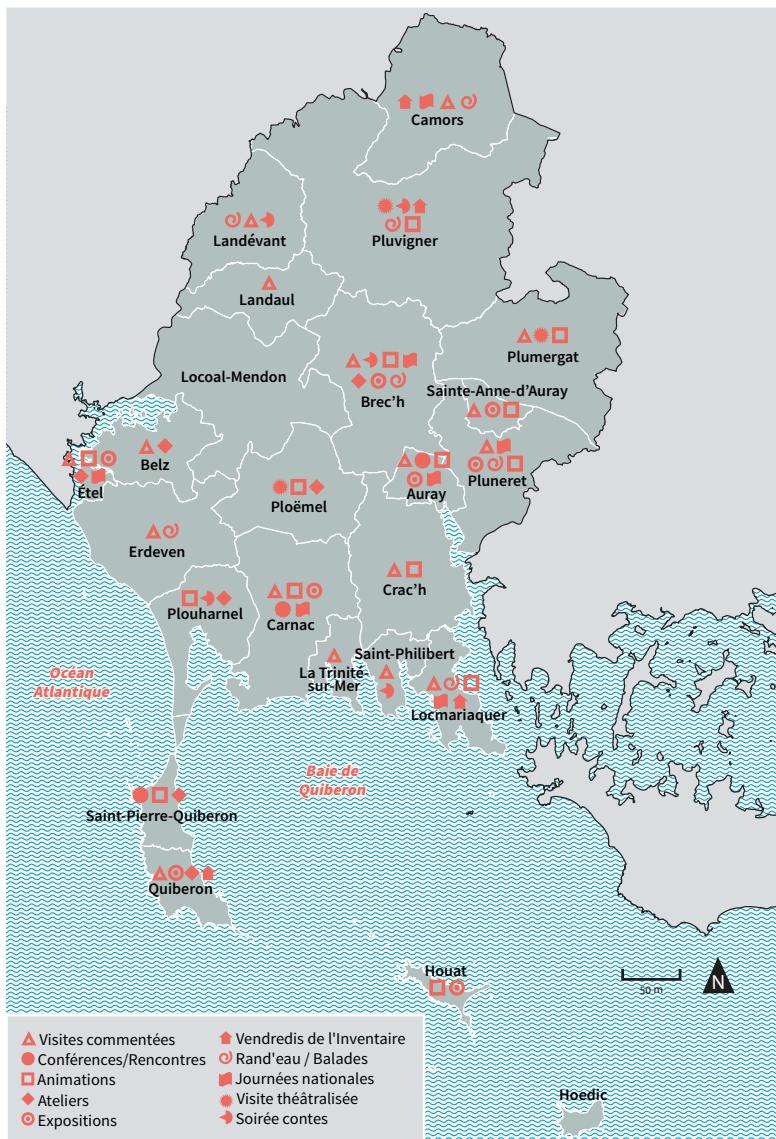 Camors
Landévant
Pluvigner
Landaul
Plumergat
Locoal-Mendon
Brec'h
Sainte-Anne-d'Auray
Belz
Étel
Ploëmel
Auray
Pluneret
Erdeven
Crac'h
Plouharnel
Carnac
Saint-Philibert
La Trinité-
sur-Mer
Locmariaquer
Océan
Atlantique
Baie de
Quiberon
Saint-Pierre-Quiberon
Quiberon
Houat
50 m
N
Hoedic
Visites commentées
Conférences/Rencontres
Animations
Ateliers
Expositions
Vendredis de l'Inventaire
Rand'eau / Balades
Journées nationales
Visite théâtralisée
Soirée contes